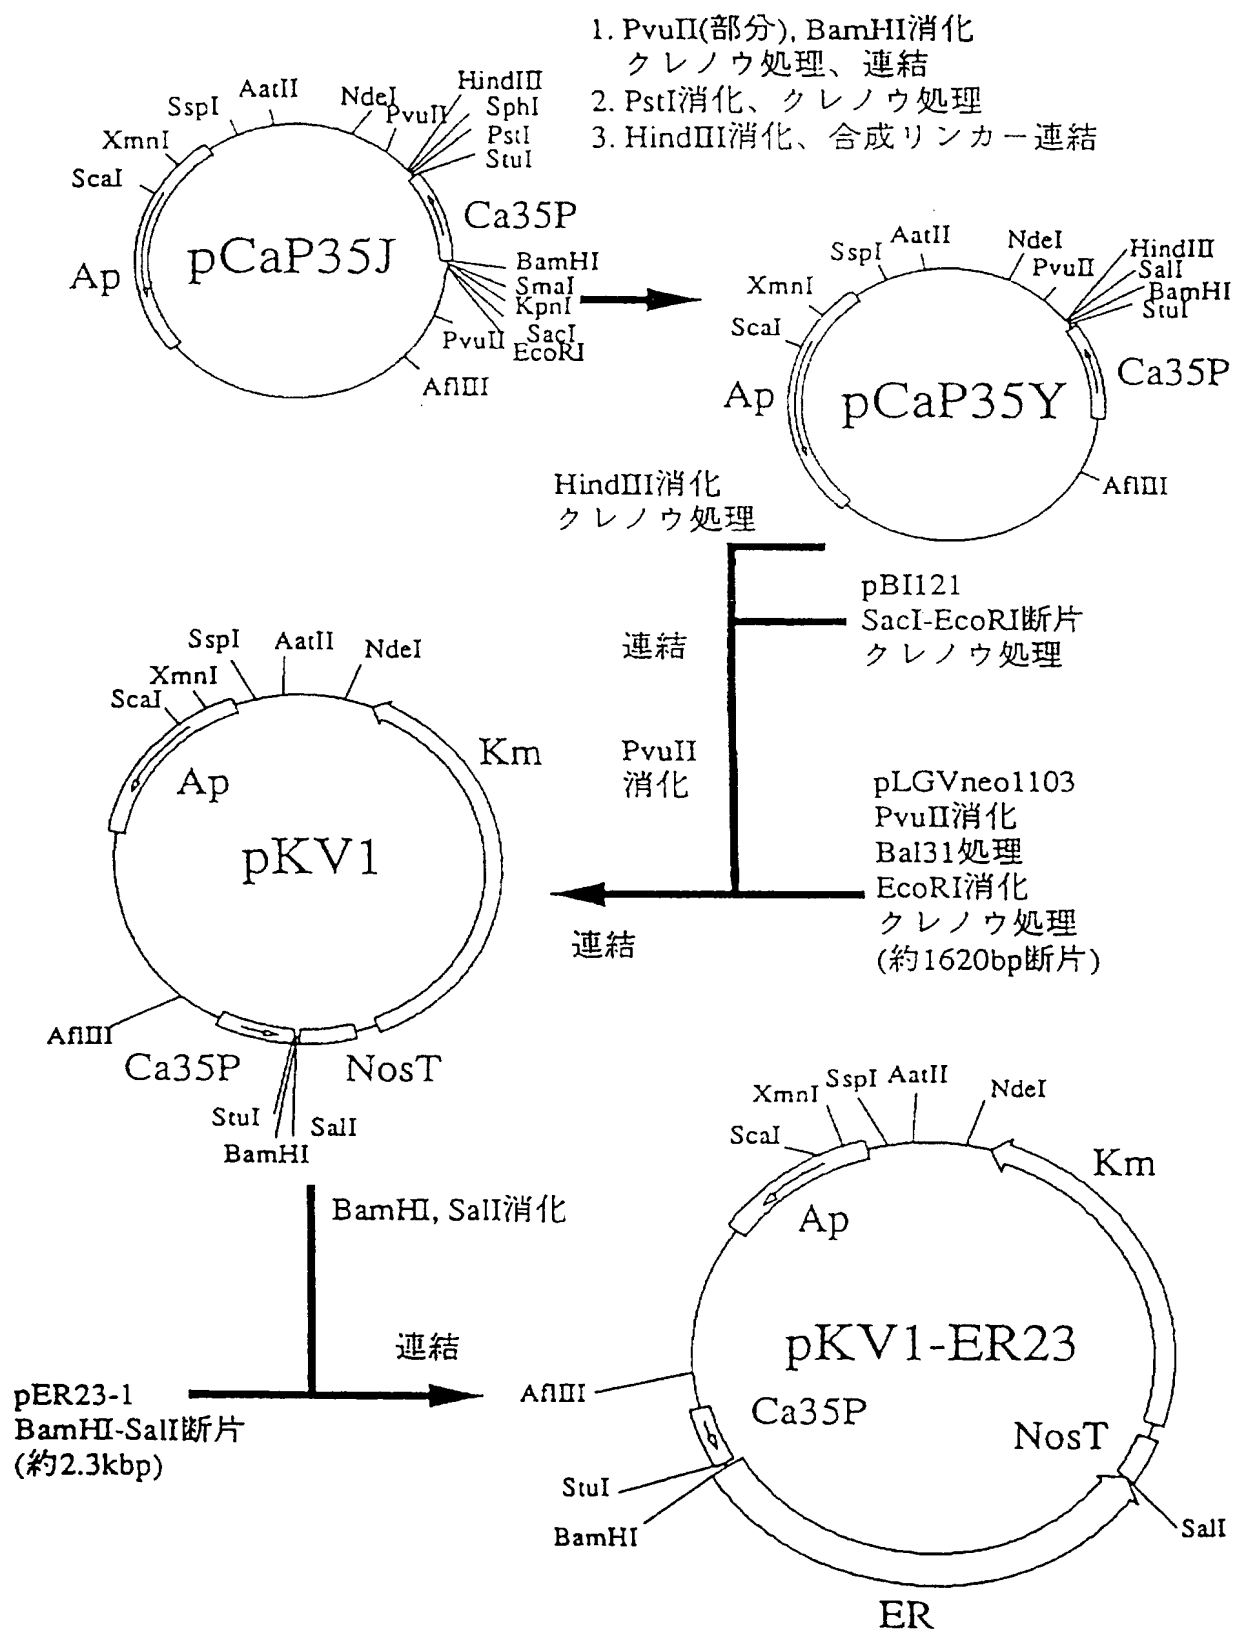 1. PvuII(部分), BamHI消化
クレノウ処理、連結
2. PstI消化、クレノウ処理
3. HindIII消化、合成リンカー連結
ScaI
XmnI
SspI
AatII
NdeI
PvuII
HindIII
SphI
PstI
StuI
Ca35P
BamHI
SmaI
KpnI
SacI
EcoRI
PvuII
AflIII
Ap
pCaP35J
ScaI
XmnI
SspI
AatII
NdeI
PvuII
HindIII
SalI
BamHI
StuI
Ca35P
AflIII
Ap
pCaP35Y
HindIII消化
クレノウ処理
pBI121
SacI-EcoRI断片
クレノウ処理
連結
PvuII
消化
pLGVneo1103
PvuII消化
Bal31処理
EcoRI消化
クレノウ処理
(約1620bp断片)
連結
ScaI
XmnI
SspI
AatII
NdeI
Km
Ap
pKV1
AflIII
Ca35P
NosT
StuI
BamHI
SalI
BamHI, SalI消化
連結
pER23-1
BamHI-SalI断片
(約2.3kbp)
ScaI
XmnI
SspI
AatII
NdeI
Km
Ap
pKV1-ER23
AflIII
Ca35P
NosT
StuI
BamHI
SalI
ER